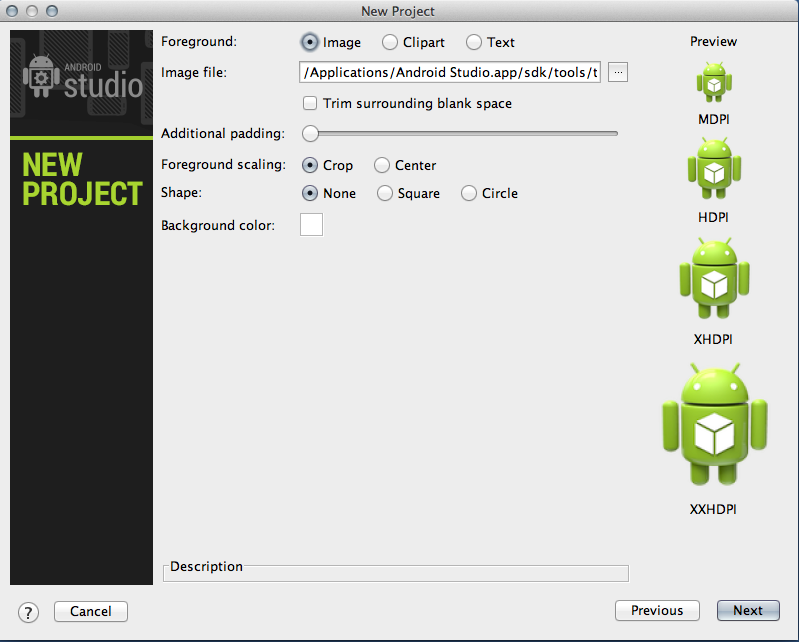 New Project
ANDROID
studio
NEW
PROJECT
Foreground: Image Clipart Text
Image file: /Applications/Android Studio.app/sdk/tools/t ...
Trim surrounding blank space
Additional padding:
Foreground scaling: Crop Center
Shape: None Square Circle
Background color:
Preview
MDPI
HDPI
XHDPI
XXHDPI
Description
? Cancel Previous Next